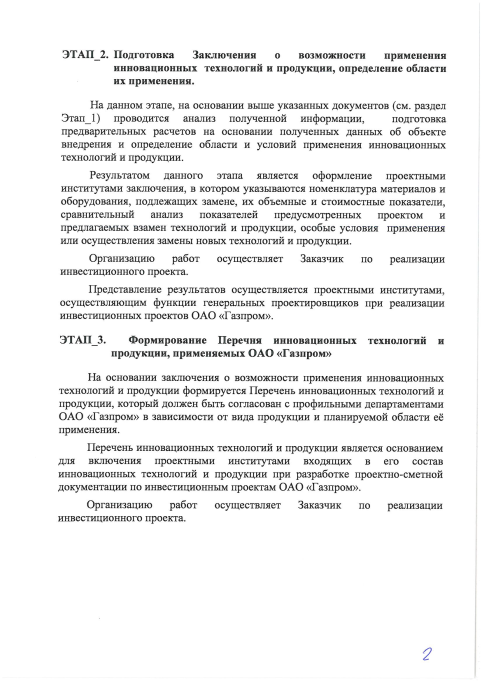 ЭТАП_2. Подготовка Заключения о возможности применения
инновационных технологий и продукции, определение области
их применения.
На данном этапе, на основании выше указанных документов (см. раздел
Этап_1) проводится анализ полученной информации, подготовка
предварительных расчетов на основании полученных данных об объекте
внедрения и определение области и условий применения инновационных
технологий и продукции.
Результатом данного этапа является оформление проектными
институтами заключения, в котором указываются номенклатура материалов и
оборудования, подлежащих замене, их объемные и стоимостные показатели,
сравнительный анализ показателей предусмотренных проектом и
предлагаемых взамен технологий и продукции, особые условия применения
или осуществления замены новых технологий и продукции.
Организацию работ осуществляет Заказчик по реализации
инвестиционного проекта.
Представление результатов осуществляется проектными институтами,
осуществляющим функции генеральных проектировщиков при реализации
инвестиционных проектов ОАО «Газпром».
ЭТАП_3. Формирование Перечня инновационных технологий и
продукции, применяемых ОАО «Газпром»
На основании заключения о возможности применения инновационных
технологий и продукции формируется Перечень инновационных технологий и
продукции, который должен быть согласован с профильными департаментами
ОАО «Газпром» в зависимости от вида продукции и планируемой области её
применения.
Перечень инновационных технологий и продукции является основанием
для включения проектными институтами входящих в его состав
инновационных технологий и продукции при разработке проектно-сметной
документации по инвестиционным проектам ОАО «Газпром».
Организацию работ осуществляет Заказчик по реализации
инвестиционного проекта.
2